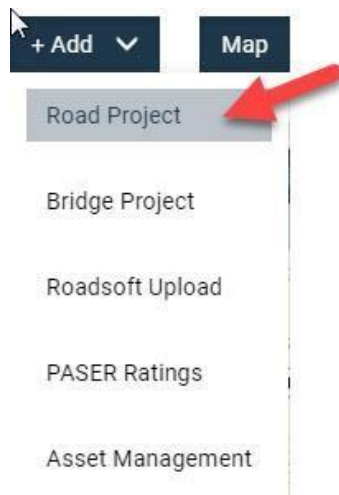 + Add Map
Road Project
Bridge Project
Roadsoft Upload
PASER Ratings
Asset Management